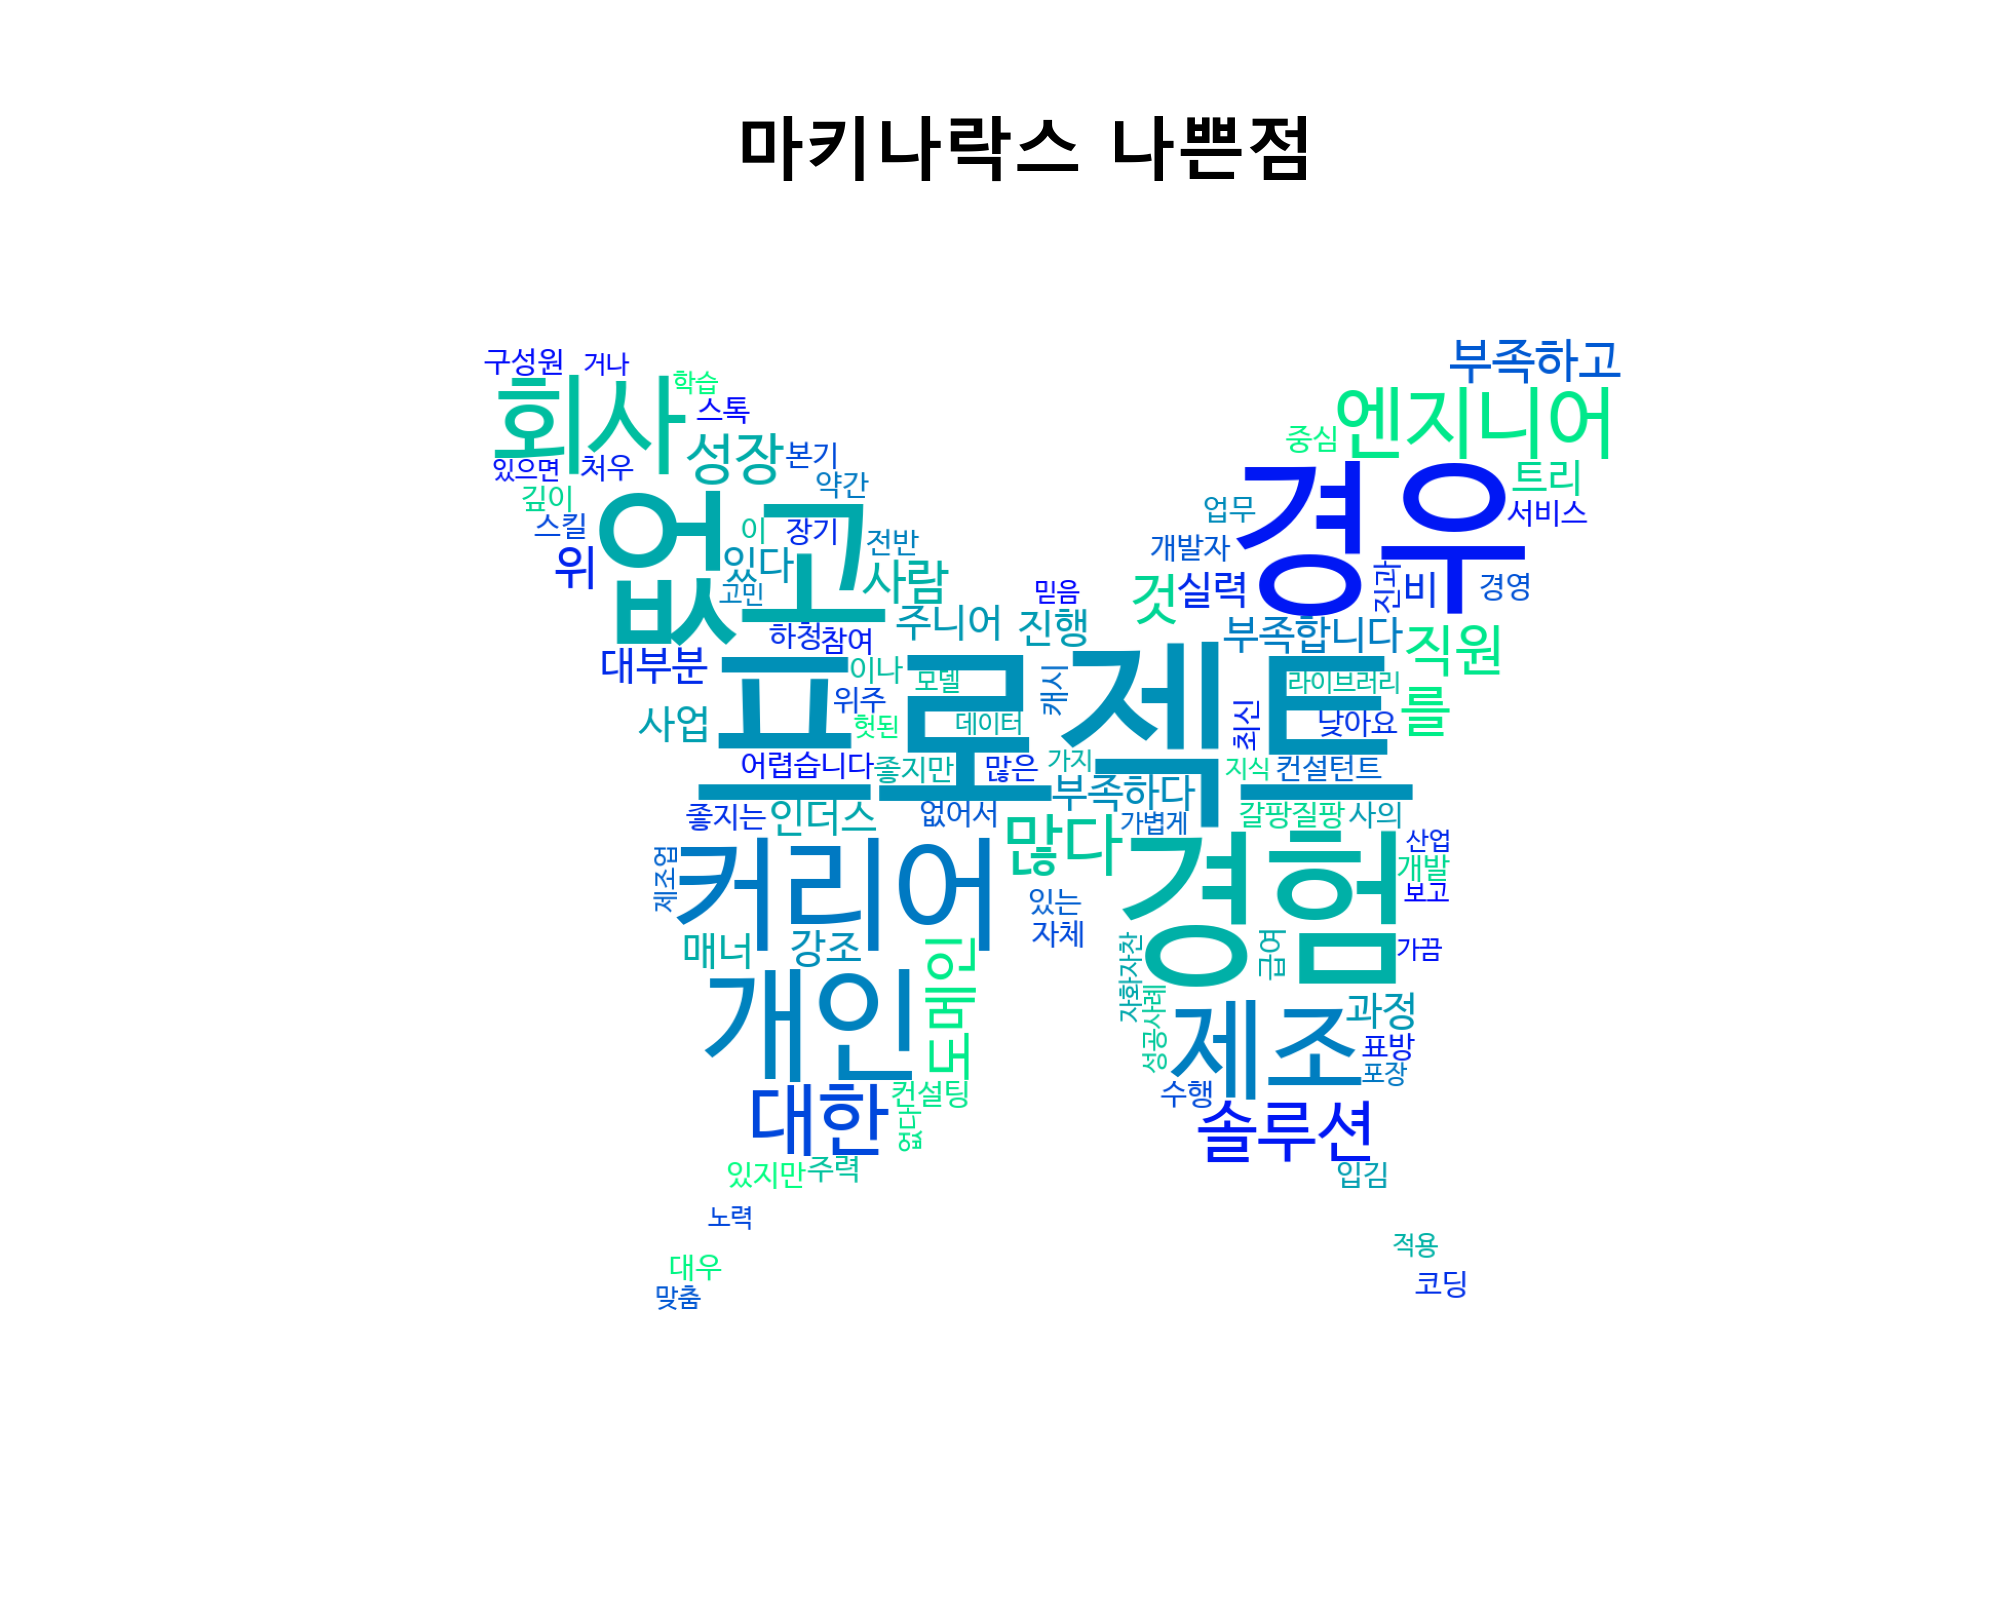 마키나락스 나쁜점
부족하고
구성원 거나
학습
회사 스톡
엔지니어
중심
성장 본기
있으면 처우
트리
경우
약간
깊이
서비스
업무
스킬
없고
이 장기 전반
개발자
위
있다
사람
고민
믿음
것 실력
진과
비 경영
주니어 진행
하청 참여
부족합니다 직원
대부분
이나 모델
캐시
프로젝트
라이브러리
위주
를
사업
헛된 데이터
최신
낮아요
어렵습니다 좋지만 많은 가지
지식 컨설턴트
부족하다
좋지는 인더스 없어서
가볍게
갈팡질팡 사의
많다
산업
경험
개발
제조업
커리어
있는
보고
자체
매너 강조
도메인
자화자찬
급여
가끔
개인
성공사례
제조
과정
표방
포장
대한
컨설팅
수행
없다
솔루션
있지만 주력
입김
노력
적용
대우
코딩
맞춤